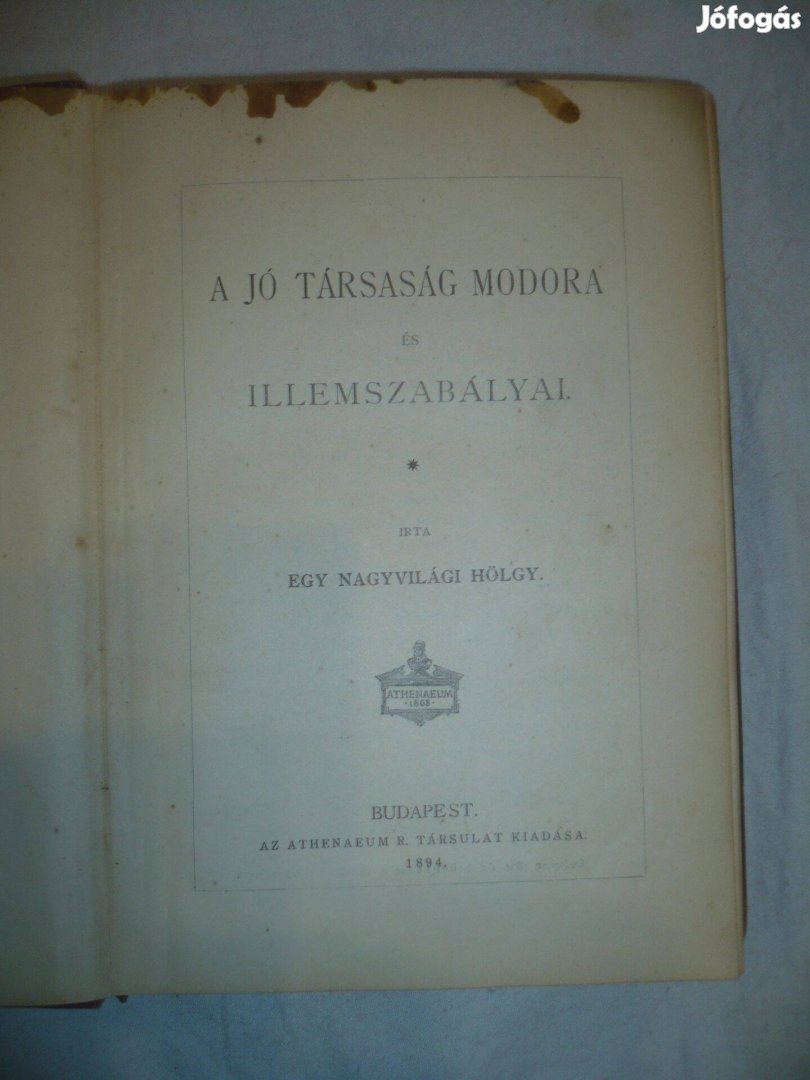 Jófogás
A JÓ TÁRSASÁG MODORA
ÉS
ILLEMSZABÁLYAI.
IRTA
EGY NAGYVILÁGI HÖLGY.
ATHENAEUM
·1868·
BUDAPEST.
AZ ATHENAEUM R. TÁRSULAT KIADÁSA.
1894.